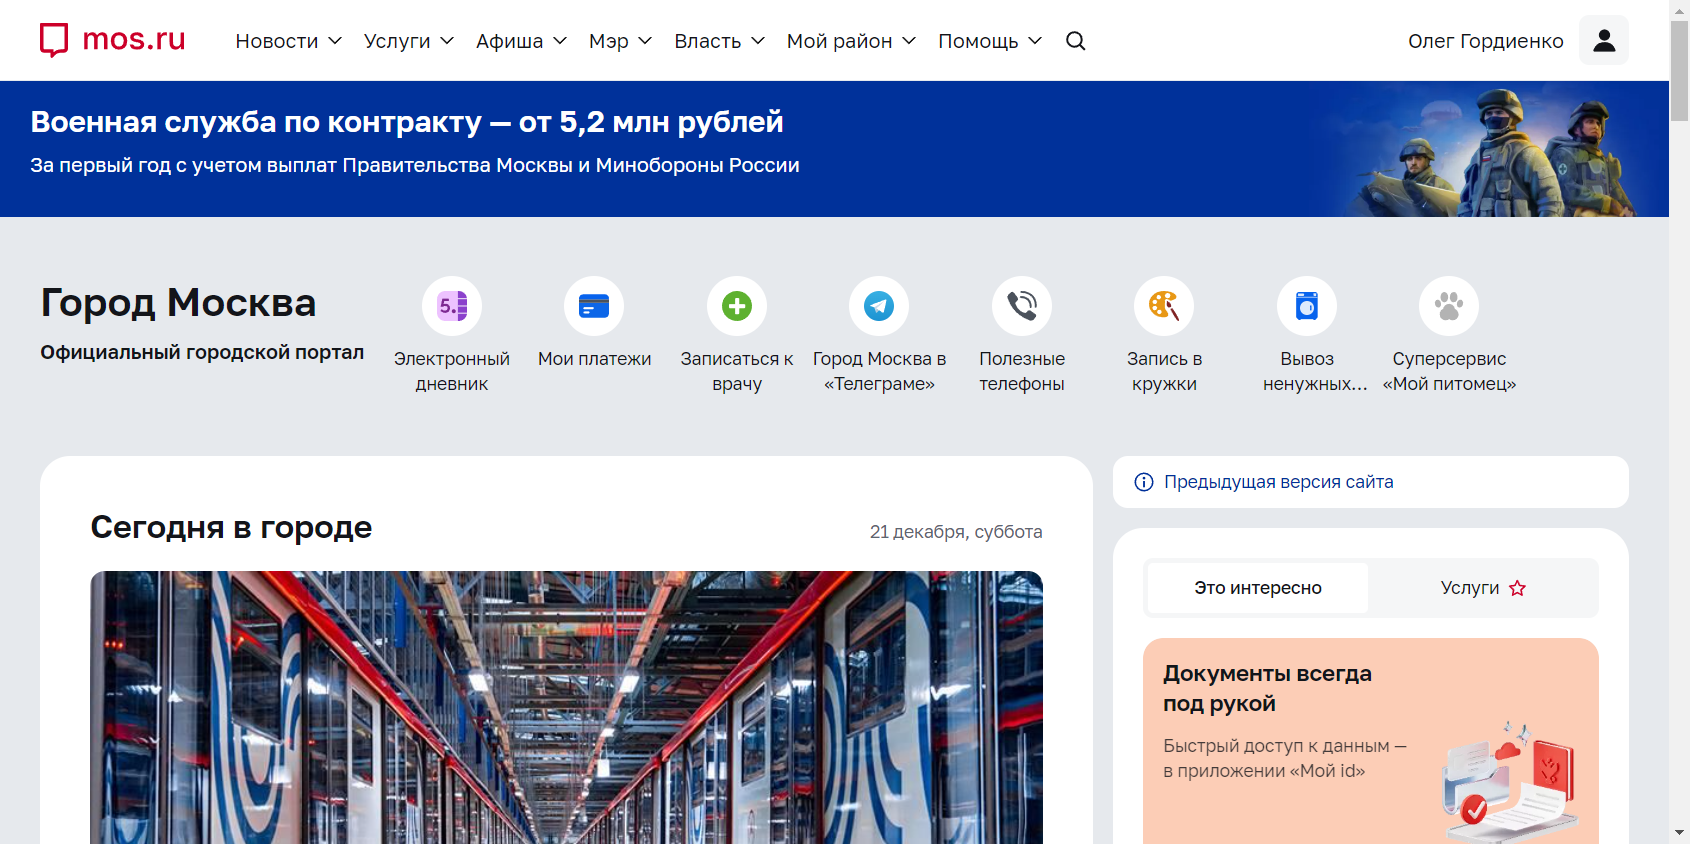 mos.ru
Новости Услуги Афиша Мэр Власть Мой район Помощь
Олег Гордиенко
Военная служба по контракту — от 5,2 млн рублей
За первый год с учетом выплат Правительства Москвы и Минобороны России
Город Москва
Официальный городской портал
5.
Электронный
дневник
Мои платежи
Записаться к
врачу
Город Москва в
«Телеграме»
Полезные
телефоны
Запись в
кружки
Вывоз
ненужных...
Суперсервис
«Мой питомец»
Сегодня в городе
21 декабря, суббота
Предыдущая версия сайта
Это интересно
Услуги
Документы всегда
под рукой
Быстрый доступ к данным —
в приложении «Мой id»